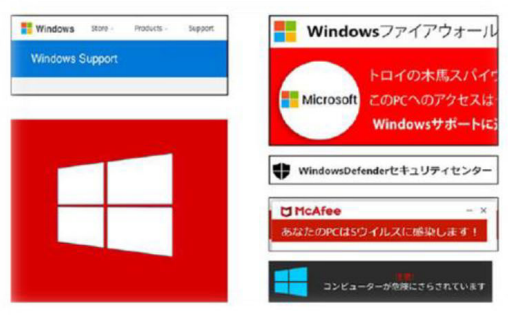 Windows Store Products Support
Windows Support
Windowsファイアウォール
トロイの木馬スパイウ
Microsoft
このPCへのアクセスは
Windowsサポートに
WindowsDefenderセキュリティセンター
McAfee
あなたのPCは5ウイルスに感染します！
コンピューターが危険にさらされています